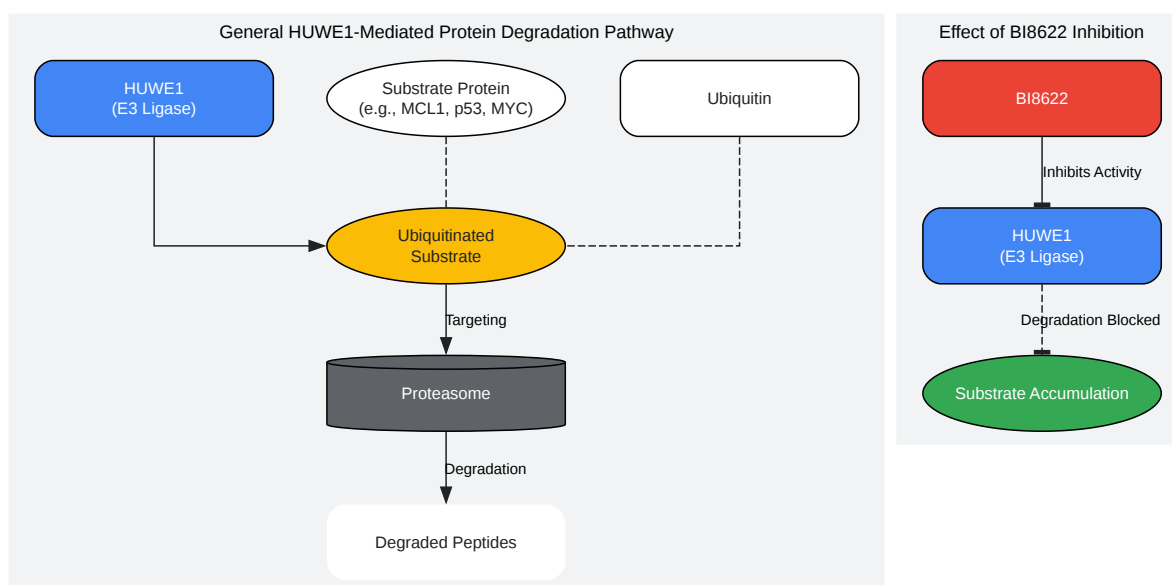 General HUWE1-Mediated Protein Degradation Pathway
HUWE1
(E3 Ligase)
Substrate Protein
(e.g., MCL1, p53, MYC)
Ubiquitin
Ubiquitinated
Substrate
Targeting
Proteasome
Degradation
Degraded Peptides
Effect of BI8622 Inhibition
BI8622
Inhibits Activity
HUWE1
(E3 Ligase)
Degradation Blocked
Substrate Accumulation